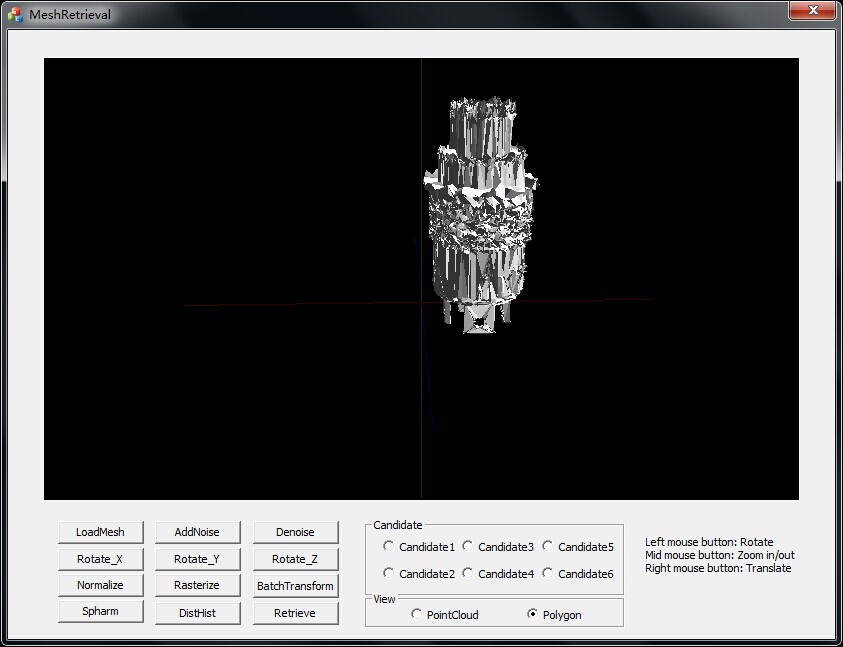 MeshRetrieval
LoadMesh
AddNoise
Denoise
Rotate_X
Rotate_Y
Rotate_Z
Normalize
Rasterize
BatchTransform
Spharm
DistHist
Retrieve
Candidate
Candidate1
Candidate3
Candidate5
Candidate2
Candidate4
Candidate6
View
PointCloud
Polygon
Left mouse button: Rotate
Mid mouse button: Zoom in/out
Right mouse button: Translate